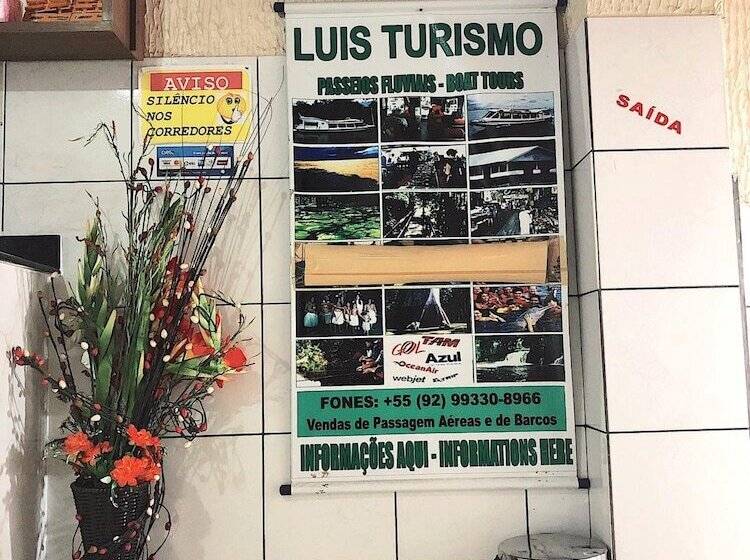 AVISO
SILÊNCIO
NOS
CORREDORES
LUIS TURISMO
PASSEIOS FLUVIAIS - BOAT TOURS
GOL TAM
Azul
OceanAir
webjet
FONES: +55 (92) 99330-8966
Vendas de Passagem Aéreas e de Barcos
INFORMAÇÕES AQUI - INFORMATIONS HERE
SAÍDA